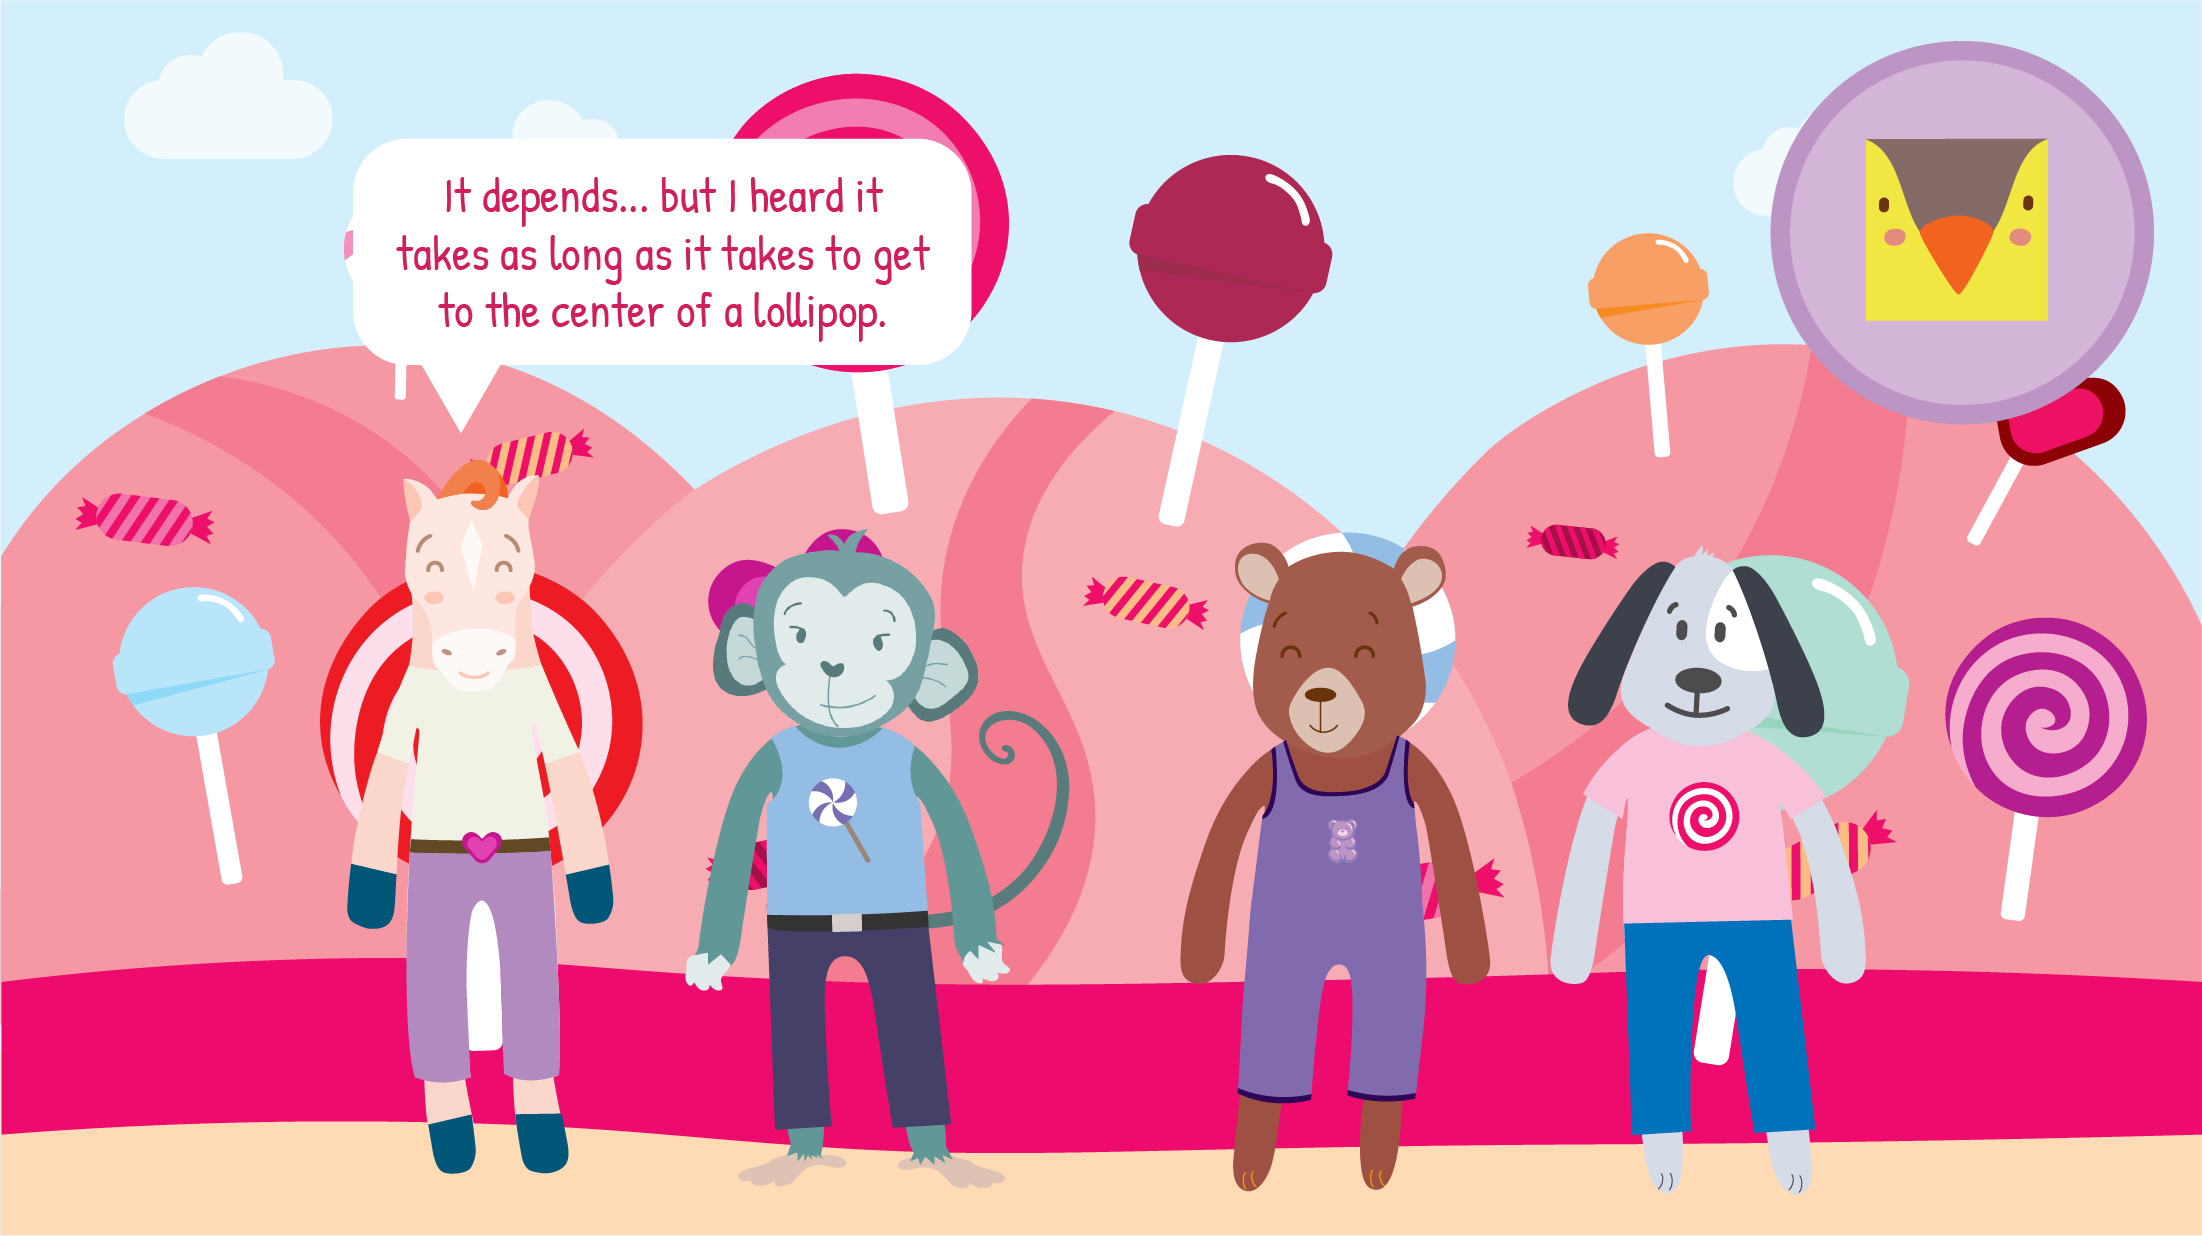 It depends... but I heard it
takes as long as it takes to get
to the center of a lollipop.